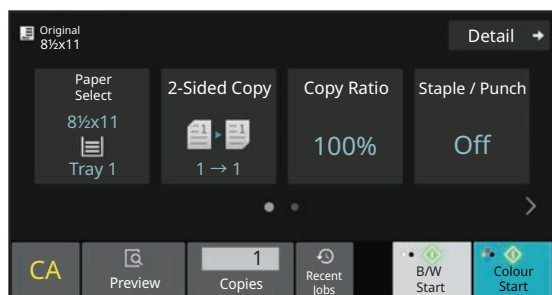 Original
8½x11
Detail
Paper
Select
8½x11
Tray 1
2-Sided Copy
1 → 1
Copy Ratio
100%
Staple / Punch
Off
CA
Preview
1
Copies
Recent
Jobs
B/W
Start
Colour
Start